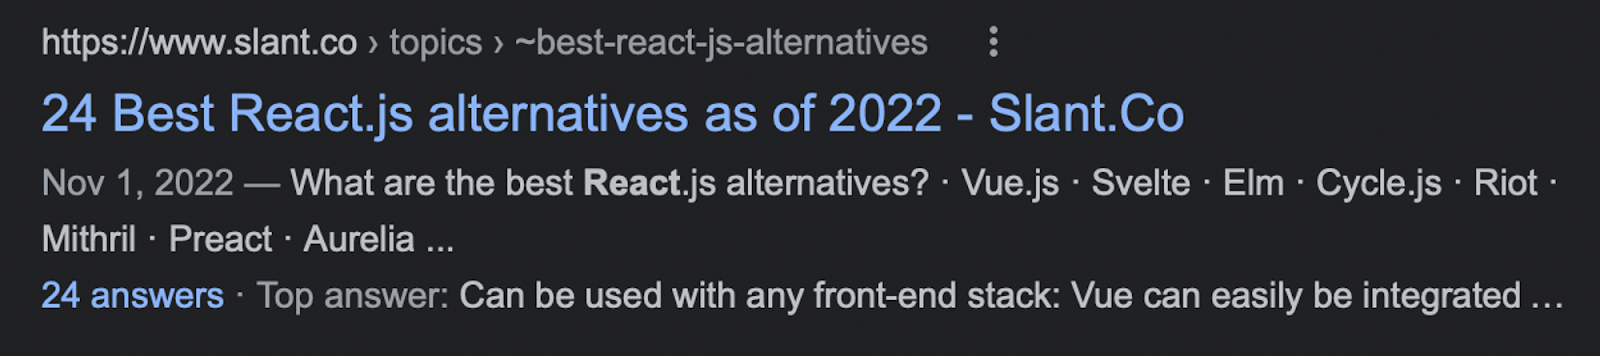 https://www.slant.co › topics › ~best-react-js-alternatives
24 Best React.js alternatives as of 2022 - Slant.Co
Nov 1, 2022 — What are the best React.js alternatives? · Vue.js · Svelte · Elm · Cycle.js · Riot ·
Mithril · Preact · Aurelia ...
24 answers · Top answer: Can be used with any front-end stack: Vue can easily be integrated ...